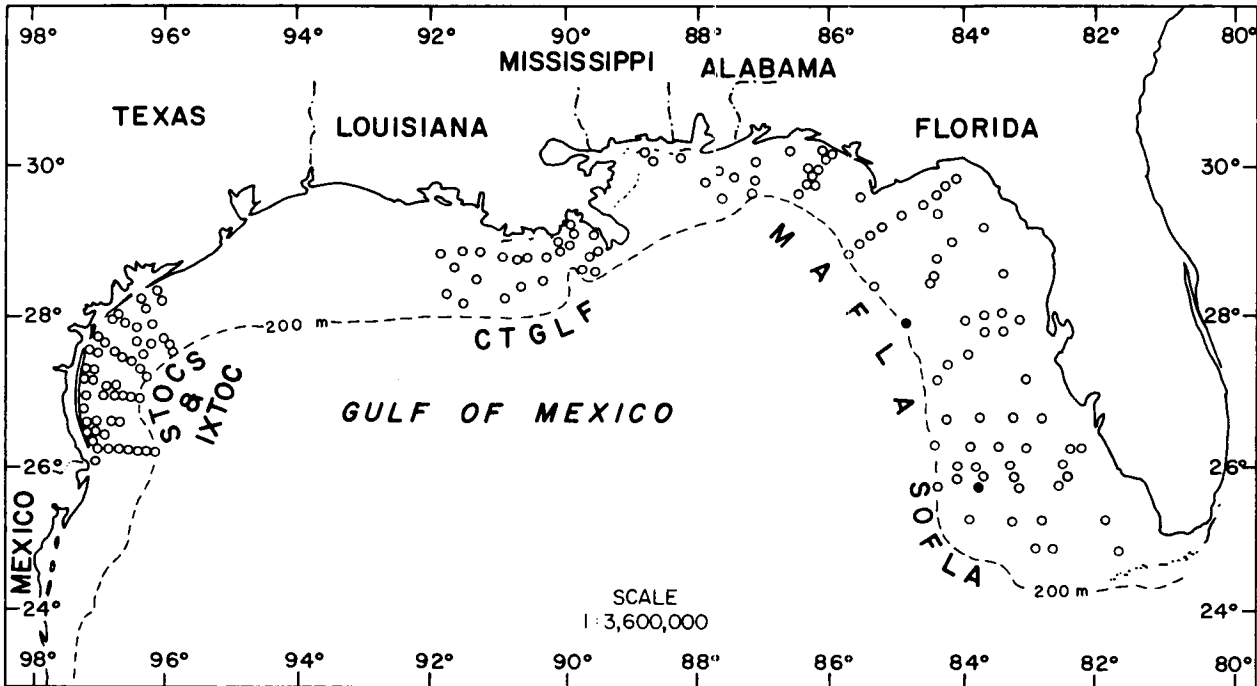 98° 96° 94° 92° 90° 88° 86° 84° 82° 80°
MISSISSIPPI ALABAMA
TEXAS LOUISIANA FLORIDA
30° 30°
MAFLA
28° 28°
200 m
CTGLF
STOCS
&
IXTOC
GULF OF MEXICO
26° 26°
SOFLA
MEXICO
200 m
24° 24°
SCALE
1:3,600,000
98° 96° 94° 92° 90° 88° 86° 84° 82° 80°